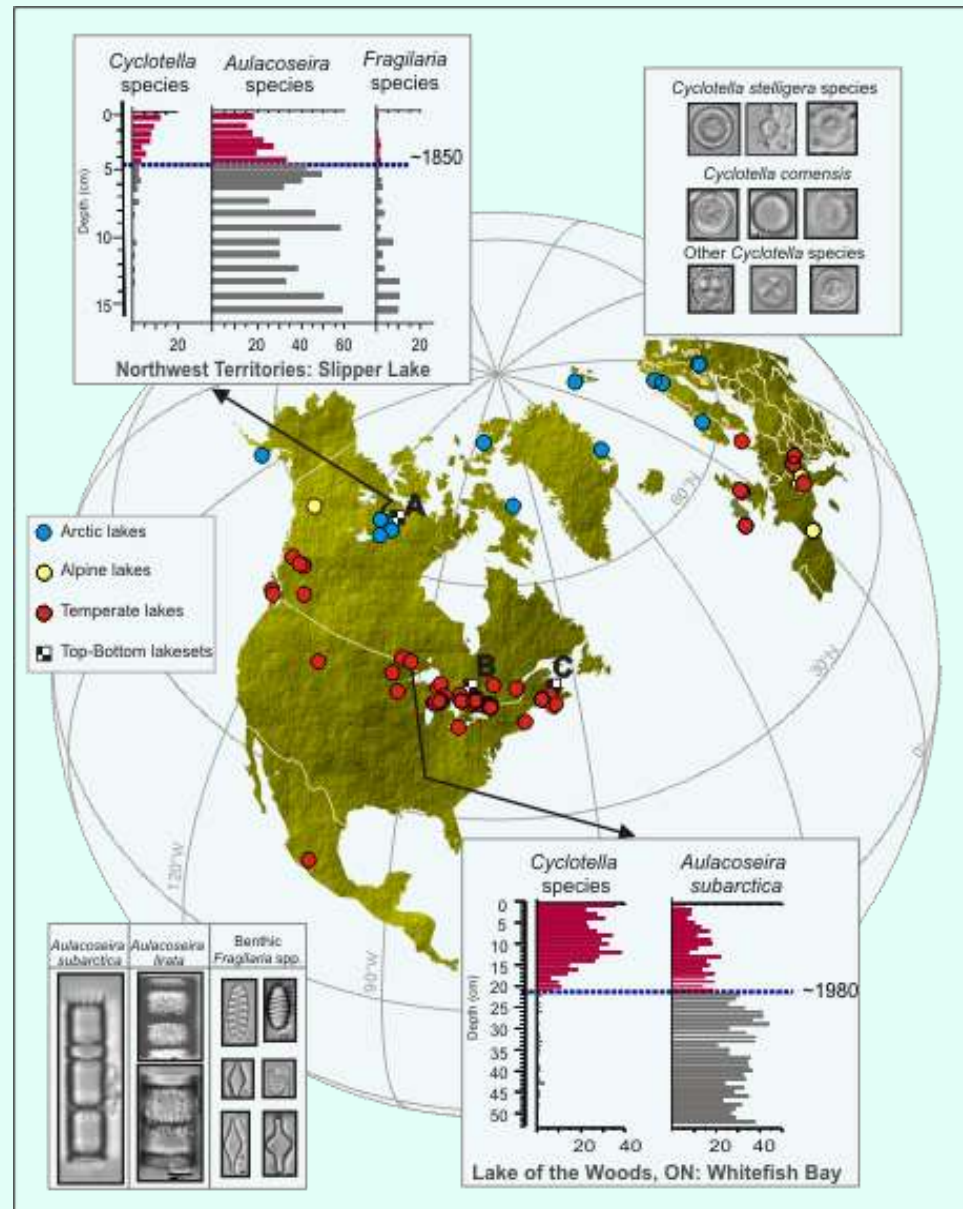 Cyclotella
species
Aulacoseira
species
Fragilaria
species
0
5
10
15
Depth (cm)
~1850
20
20
40
60
20
Northwest Territories: Slipper Lake
Cyclotella stelligera species
Cyclotella comensis
Other Cyclotella species
Arctic lakes
Alpine lakes
Temperate lakes
Top-Bottom lakesets
A
B
C
60°N
30°N
0°
120°W
90°W
Aulacoseira
subarctica
Aulacoseira
lirata
Benthic
Fragilaria spp.
Cyclotella
species
Aulacoseira
subarctica
0
5
10
15
20
25
30
35
40
45
50
Depth (cm)
~1980
20
40
20
40
Lake of the Woods, ON: Whitefish Bay